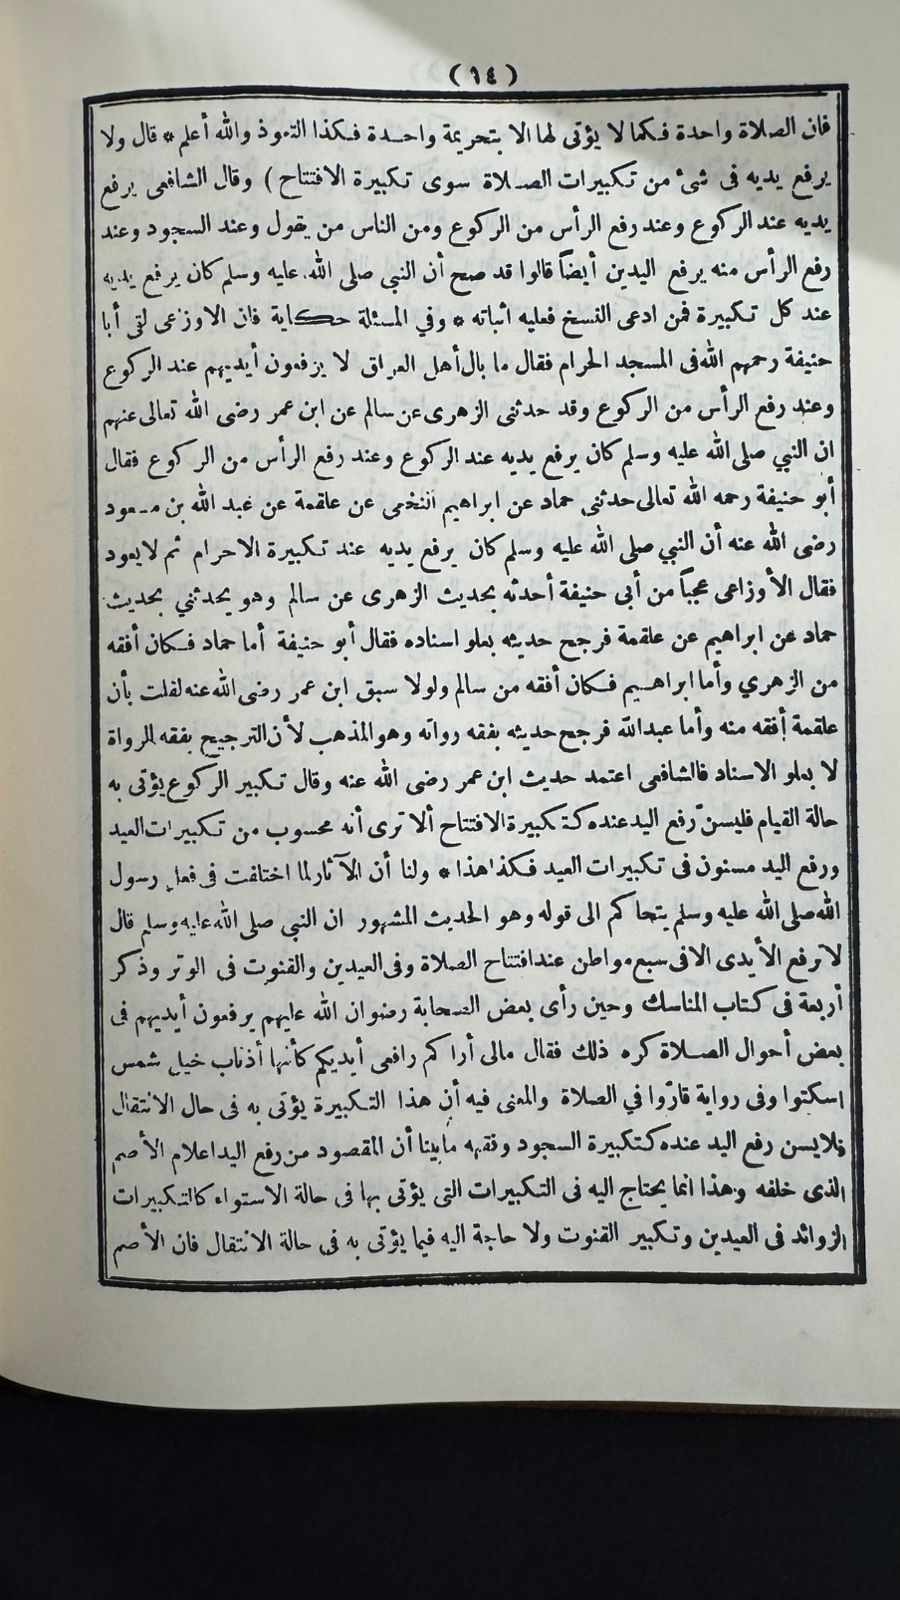 (١٤)
فان الصلاة واحدة فكما لا يؤتى لها الا بتحريمة واحدة فكذا التعوذ والله أعلم * قال ولا
يرفع يديه فى شىء من تكبيرات الصلاة سوى تكبيرة الافتتاح ) وقال الشافعى يرفع
يديه عند الركوع وعند رفع الرأس من الركوع ومن الناس من يقول وعند السجود وعند
رفع الرأس منه يرفع اليدين أيضاً قالوا قد صح أن النبي صلى الله عليه وسلم كان يرفع يديه
عند كل تكبيرة فمن ادعى النسخ فعليه اثباته * وفي المسئلة حكاية فان الاوزعى لقى أبا
حنيفة رحمهم الله فى المسجد الحرام فقال ما بال أهل العراق لا يرفعون أيديهم عند الركوع
وعند رفع الرأس من الركوع وقد حدثنى الزهرى عن سالم عن ابن عمر رضى الله تعالى عنهم
ان النبي صلى الله عليه وسلم كان يرفع يديه عند الركوع وعند رفع الرأس من الركوع فقال
أبو حنيفة رحمه الله تعالى حدثنى حماد عن ابراهيم النخعى عن علقمة عن عبد الله بن مسعود
رضى الله عنه أن النبي صلى الله عليه وسلم كان يرفع يديه عند تكبيرة الاحرام ثم لا يعود
فقال الأوزاعى عجباً من أبى حنيفة أحدثه بحديث الزهرى عن سالم وهو يحدثني بحديث
حماد عن ابراهيم عن علقمة فرجح حديثه بعلو اسناده فقال أبو حنيفة أما حماد فكان أفقه
من الزهري وأما ابراهيم فكان أفقه من سالم ولولا سبق ابن عمر رضى الله عنه لقلت بأن
علقمة أفقه منه وأما عبدالله فرجح حديثه بفقه رواته وهو المذهب لأن الترجيح بفقه الرواة
لا بعلو الاسناد فالشافعى اعتمد حديث ابن عمر رضى الله عنه وقال تكبير الركوع يؤتى به
حالة القيام فليسنّ رفع اليد عنده كتكبيرة الافتتاح ألا ترى أنه محسوب من تكبيرات العيد
ورفع اليد مسنون فى تكبيرات العيد فكذا هذا * ولنا أن الآثار لما اختلفت فى فعل رسول
الله صلى الله عليه وسلم يتحاكم الى قوله وهو الحديث المشهور ان النبي صلى الله عليه وسلم قال
لا ترفع الأيدى الا فى سبع مواطن عند افتتاح الصلاة وفى العيدين والقنوت فى الوتر وذكر
أربعة فى كتاب المناسك وحين رأى بعض الصحابة رضوان الله عليهم يرفعون أيديهم فى
بعض أحوال الصلاة كره ذلك فقال مالى أراكم رافعى أيديكم كأنها أذناب خيل شمس
اسكتوا وفى رواية قارّوا في الصلاة والمعنى فيه أن هذا التكبيرة يؤتى به فى حال الانتقال
فلا يسن رفع اليد عنده كتكبيرة السجود وفقهه ما بينا أن المقصود من رفع اليد اعلام الأصم
الذى خلفه وهذا انما يحتاج اليه فى التكبيرات التى يؤتى بها فى حالة الاستواء كالتكبيرات
الزوائد فى العيدين وتكبير القنوت ولا حاجة اليه فيما يؤتى به فى حالة الانتقال فان الأصم